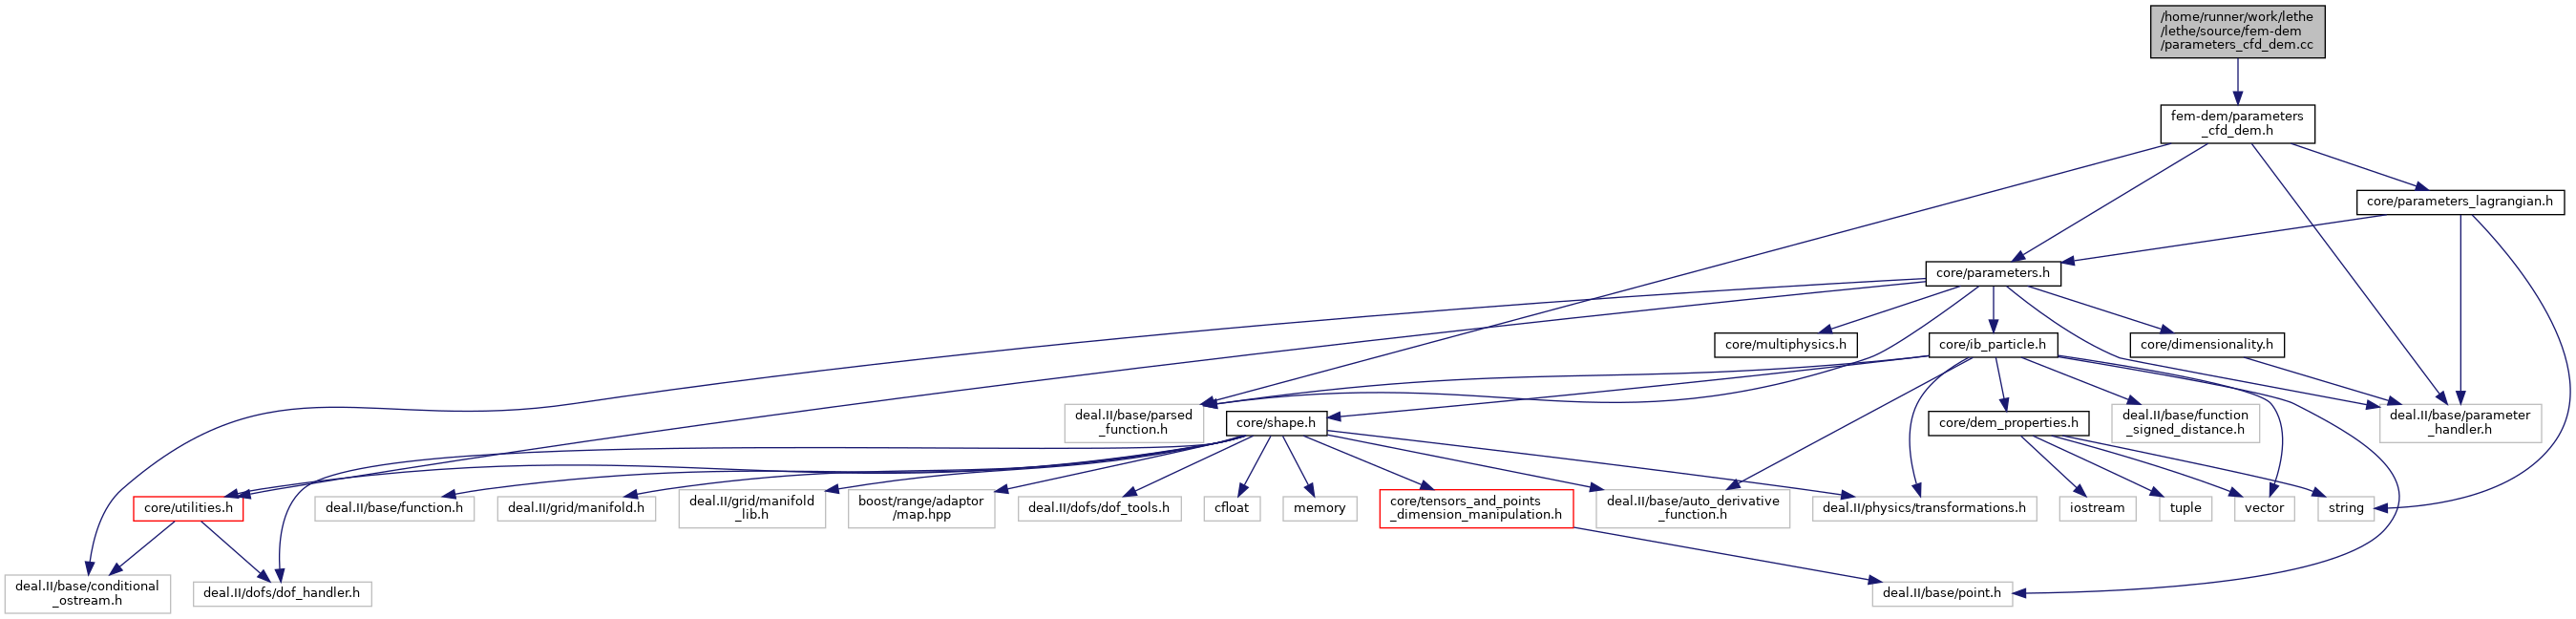 /home/runner/work/lethe
/lethe/source/fem-dem
/parameters_cfd_dem.cc
fem-dem/parameters
_cfd_dem.h
core/parameters_lagrangian.h
core/parameters.h
core/multiphysics.h
core/ib_particle.h
core/dimensionality.h
deal.II/base/parsed
_function.h
core/shape.h
core/dem_properties.h
deal.II/base/function
_signed_distance.h
deal.II/base/parameter
_handler.h
core/utilities.h
deal.II/base/function.h
deal.II/grid/manifold.h
deal.II/grid/manifold
_lib.h
boost/range/adaptor
/map.hpp
deal.II/dofs/dof_tools.h
cfloat
memory
core/tensors_and_points
_dimension_manipulation.h
deal.II/base/auto_derivative
_function.h
deal.II/physics/transformations.h
iostream
tuple
vector
string
deal.II/base/conditional
_ostream.h
deal.II/dofs/dof_handler.h
deal.II/base/point.h